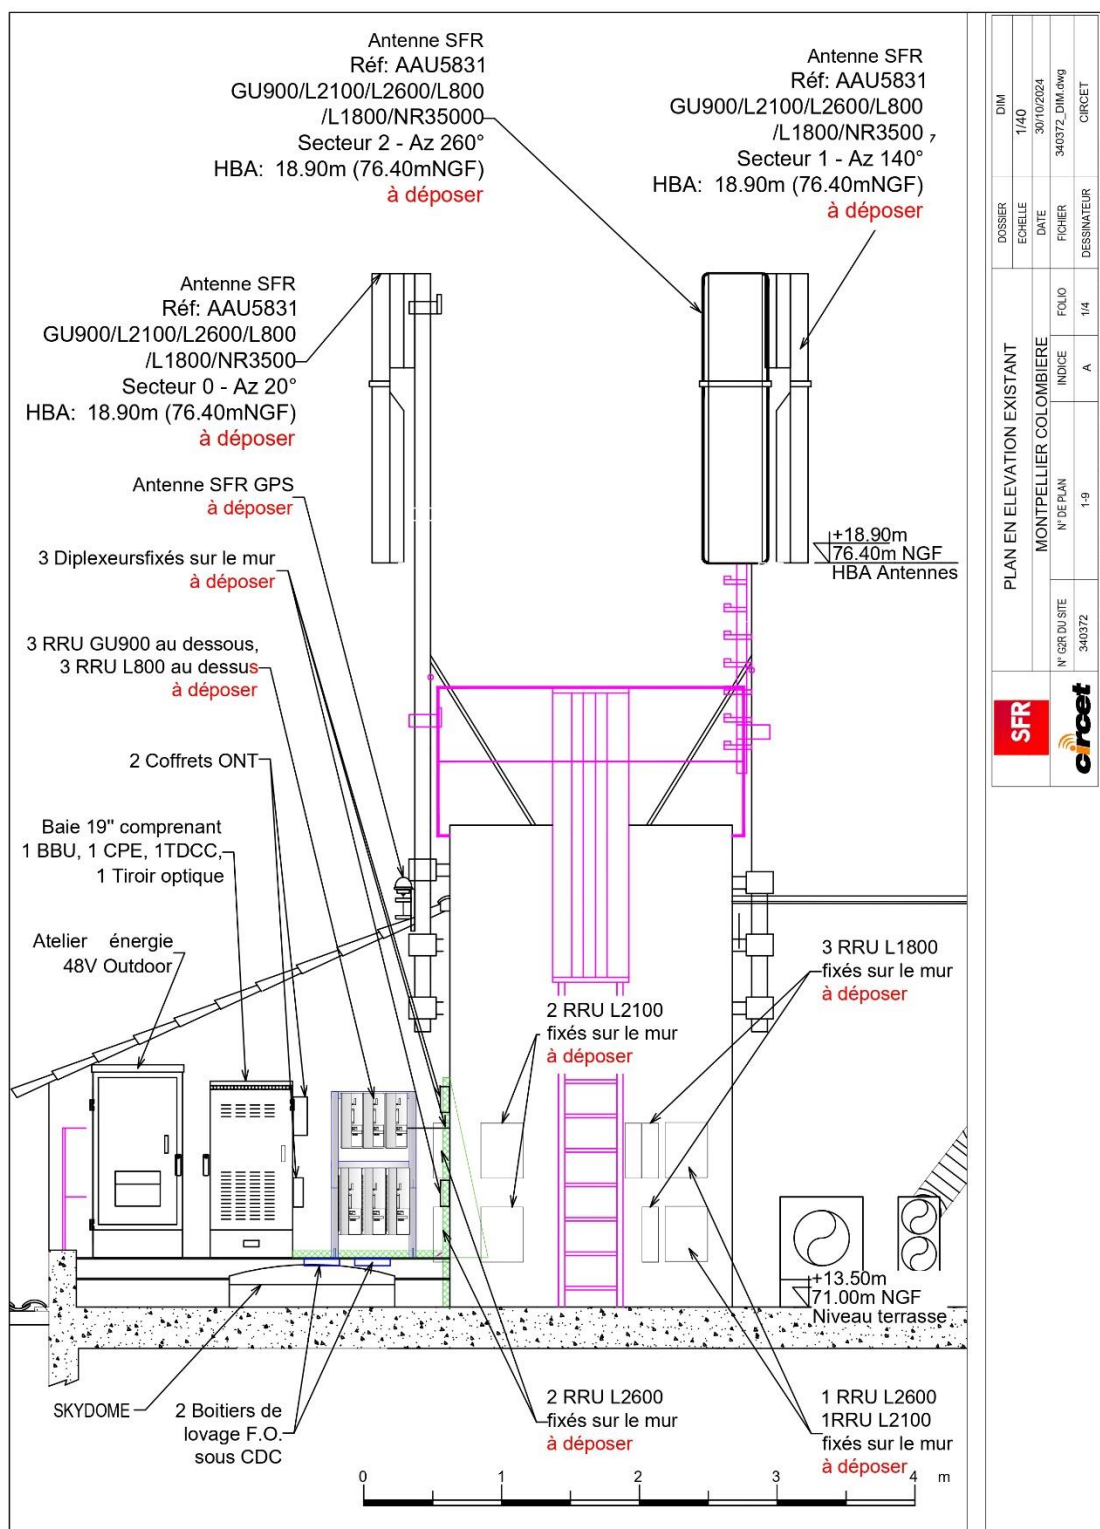 Antenne SFR
Réf: AAU5831
GU900/L2100/L2600/L800
/L1800/NR35000
Secteur 2 - Az 260°
HBA: 18.90m (76.40mNGF)
à déposer
Antenne SFR
Réf: AAU5831
GU900/L2100/L2600/L800
/L1800/NR3500
Secteur 1 - Az 140°
HBA: 18.90m (76.40mNGF)
à déposer
Antenne SFR
Réf: AAU5831
GU900/L2100/L2600/L800
/L1800/NR3500
Secteur 0 - Az 20°
HBA: 18.90m (76.40mNGF)
à déposer
Antenne SFR GPS
à déposer
3 Diplexeursfixés sur le mur
à déposer
+18.90m
76.40m NGF
HBA Antennes
3 RRU GU900 au dessous,
3 RRU L800 au dessus
à déposer
2 Coffrets ONT
Baie 19" comprenant
1 BBU, 1 CPE, 1TDCC,
1 Tiroir optique
Atelier énergie
48V Outdoor
3 RRU L1800
fixés sur le mur
à déposer
2 RRU L2100
fixés sur le mur
à déposer
+13.50m
71.00m NGF
Niveau terrasse
SKYDOME
2 Boitiers de
lovage F.O.
sous CDC
2 RRU L2600
fixés sur le mur
à déposer
1 RRU L2600
1RRU L2100
fixés sur le mur
à déposer
0 1 2 3 4 m
SFR
circet
PLAN EN ELEVATION EXISTANT
MONTPELLIER COLOMBIERE
N° G2R DU SITE N° DE PLAN INDICE FOLIO
340372 1-9 A 1/4
DOSSIER DIM
ECHELLE 1/40
DATE 30/10/2024
FICHIER 340372_DIM.dwg
DESSINATEUR CIRCET